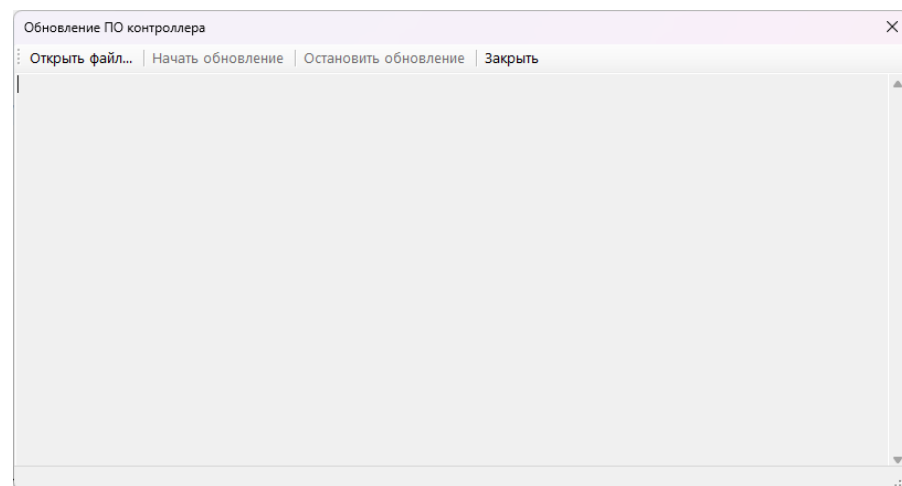 Обновление ПО контроллера
Открыть файл... Начать обновление Остановить обновление Закрыть